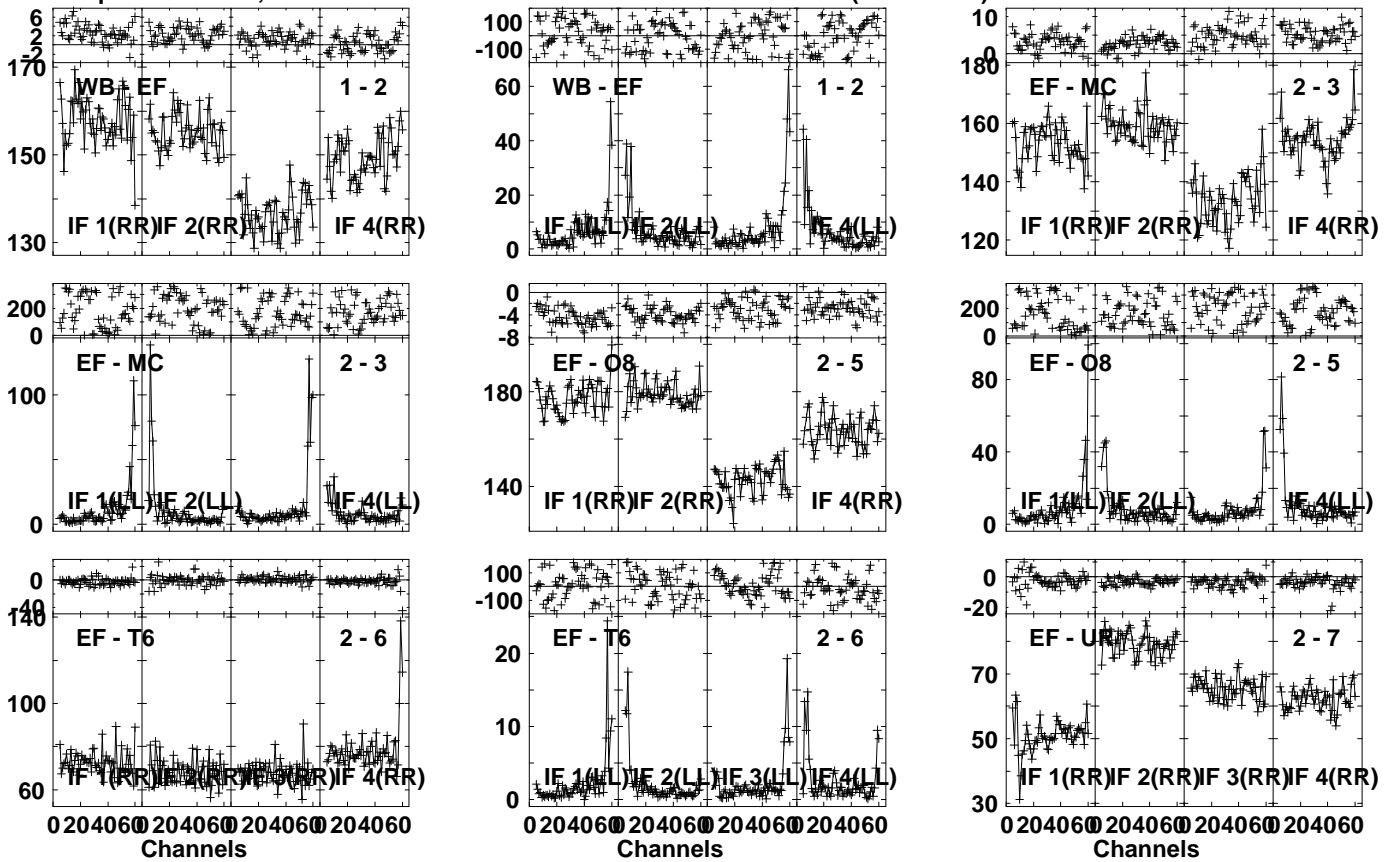 6
2
-2
170
150
130
WB - EF
1 - 2
IF 1(RR)
IF 2(RR)
IF 4(RR)
100
-100
60
40
20
0
WB - EF
1 - 2
IF 1(LL)
IF 2(LL)
IF 4(LL)
10
0
180
160
140
120
EF - MC
2 - 3
IF 1(RR)
IF 2(RR)
IF 4(RR)
200
0
100
0
EF - MC
2 - 3
IF 1(LL)
IF 2(LL)
IF 4(LL)
0
-4
-8
180
140
EF - O8
2 - 5
IF 1(RR)
IF 2(RR)
IF 4(RR)
200
0
80
40
0
EF - O8
2 - 5
IF 1(LL)
IF 2(LL)
IF 4(LL)
0
-40
140
100
60
EF - T6
2 - 6
IF 1(RR)
IF 2(RR)
IF 3(RR)
IF 4(RR)
0 204060 0 204060 0 204060 0 204060
Channels
100
-100
20
10
0
EF - T6
2 - 6
IF 1(LL)
IF 2(LL)
IF 3(LL)
IF 4(LL)
0 204060 0 204060 0 204060 0 204060
Channels
0
-20
70
50
30
EF - UR
2 - 7
IF 1(RR)
IF 2(RR)
IF 3(RR)
IF 4(RR)
0 204060 0 204060 0 204060 0 204060
Channels